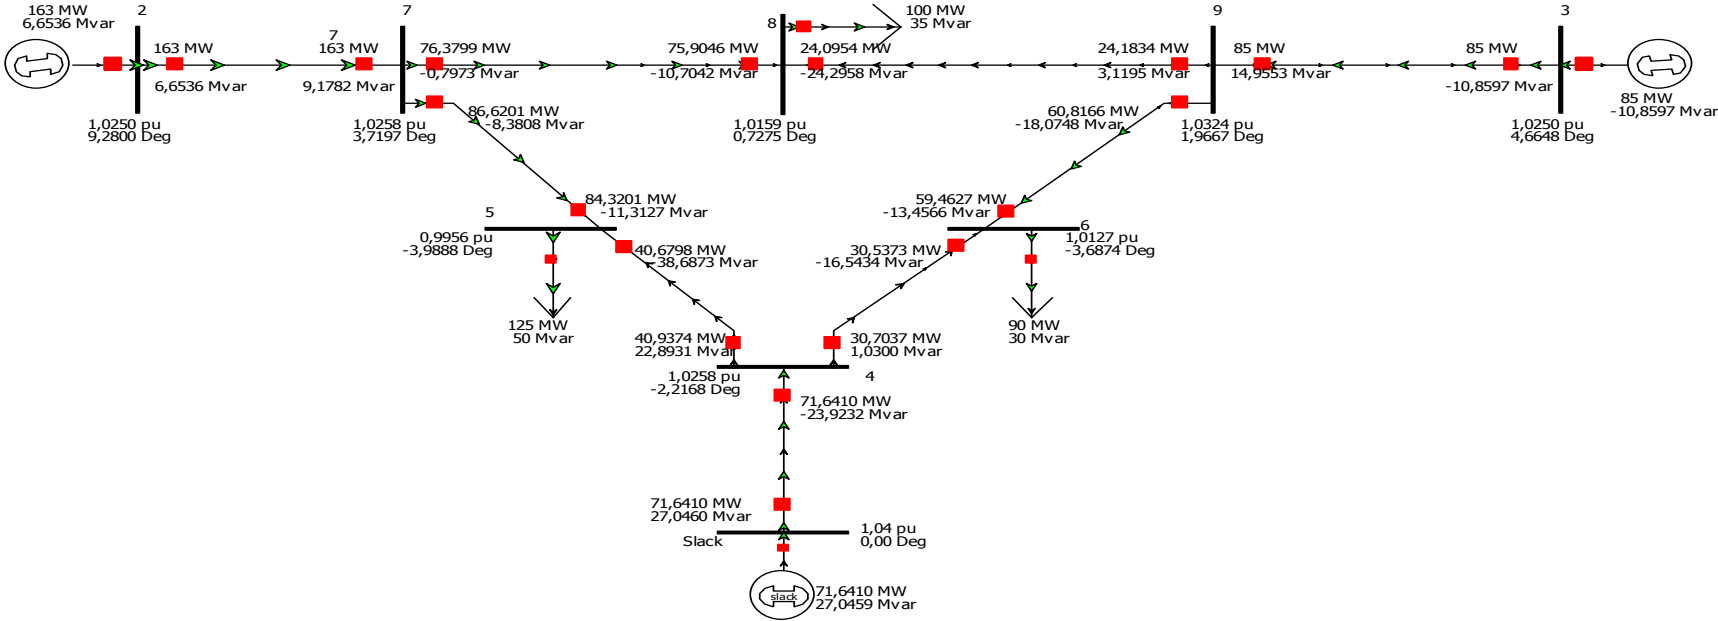 163 MW
6,6536 Mvar
2
163 MW
6,6536 Mvar
1,0250 pu
9,2800 Deg
7
7
163 MW
9,1782 Mvar
76,3799 MW
-0,7973 Mvar
86,6201 MW
-8,3808 Mvar
1,0258 pu
3,7197 Deg
8
75,9046 MW
-10,7042 Mvar
24,0954 MW
-24,2958 Mvar
100 MW
35 Mvar
1,0159 pu
0,7275 Deg
9
24,1834 MW
3,1195 Mvar
85 MW
14,9553 Mvar
60,8166 MW
-18,0748 Mvar
1,0324 pu
1,9667 Deg
3
85 MW
-10,8597 Mvar
1,0250 pu
4,6648 Deg
85 MW
-10,8597 Mvar
84,3201 MW
-11,3127 Mvar
5
0,9956 pu
-3,9888 Deg
40,6798 MW
-38,6873 Mvar
125 MW
50 Mvar
59,4627 MW
-13,4566 Mvar
6
1,0127 pu
-3,6874 Deg
30,5373 MW
-16,5434 Mvar
90 MW
30 Mvar
40,9374 MW
22,8931 Mvar
30,7037 MW
1,0300 Mvar
1,0258 pu
-2,2168 Deg
4
71,6410 MW
-23,9232 Mvar
71,6410 MW
27,0460 Mvar
Slack
1,04 pu
0,00 Deg
slack
71,6410 MW
27,0459 Mvar